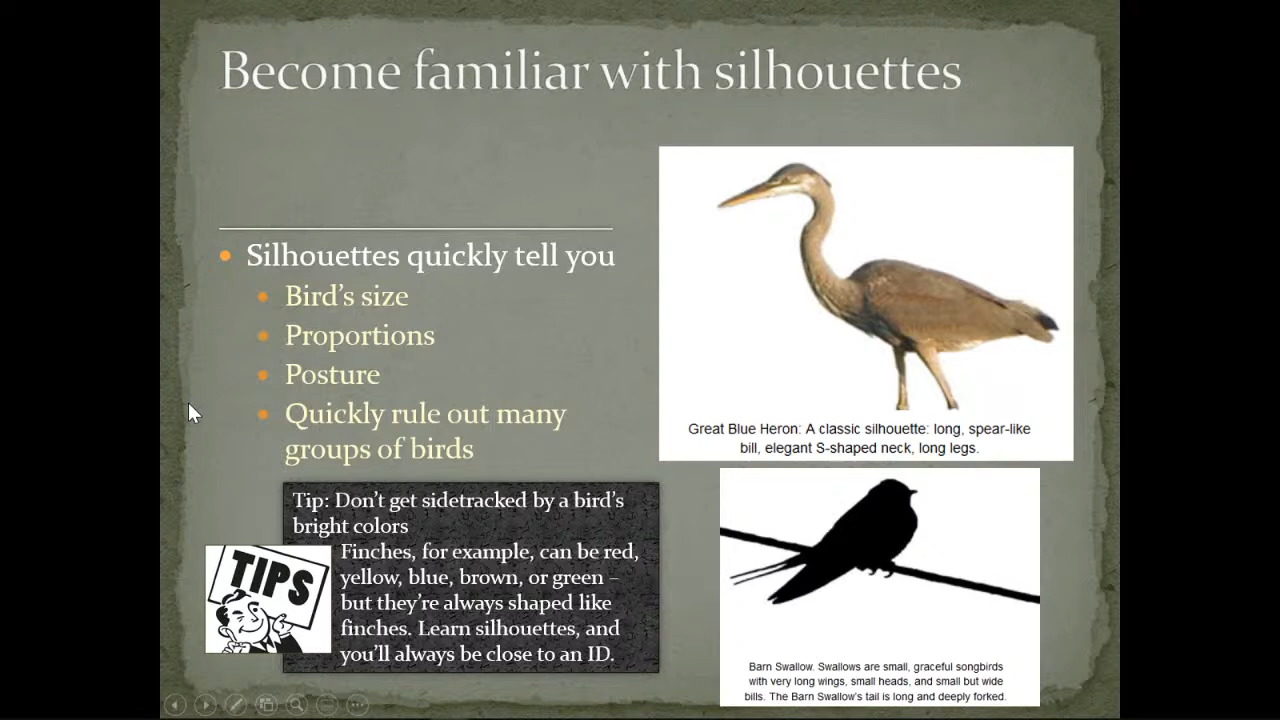 Become familiar with silhouettes
Silhouettes quickly tell you
Bird's size
Proportions
Posture
Quickly rule out many
groups of birds
Tip: Don't get sidetracked by a bird's
bright colors
Finches, for example, can be red,
yellow, blue, brown, or green –
but they're always shaped like
finches. Learn silhouettes, and
you'll always be close to an ID.
TIPS
Great Blue Heron: A classic silhouette: long, spear-like
bill, elegant S-shaped neck, long legs.
Barn Swallow. Swallows are small, graceful songbirds
with very long wings, small heads, and small but wide
bills. The Barn Swallow's tail is long and deeply forked.